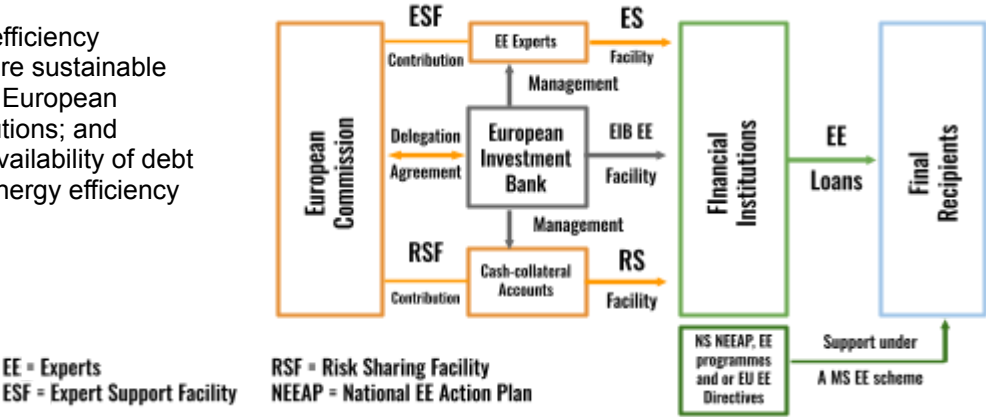 efficiency
re sustainable
European
utions; and
vailability of debt
nergy efficiency
European
Commission
ESF
Contribution
Delegation
Agreement
RSF
Contribution
EE Experts
Management
European
Investment
Bank
Management
Cash-collateral
Accounts
ES
Facility
EIB EE
Facility
RS
Facility
FInancial
Institutions
EE
Loans
Final
Recipients
NS NEEAP, EE
programmes
and or EU EE
Directives
Support under
A MS EE scheme
EE = Experts
ESF = Expert Support Facility
RSF = Risk Sharing Facility
NEEAP = National EE Action Plan